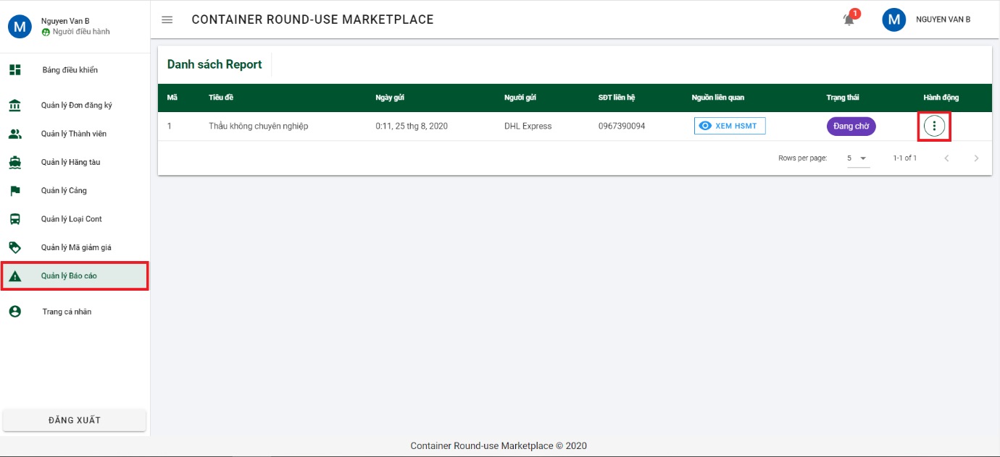 M
Nguyen Van B
Người điều hành
CONTAINER ROUND-USE MARKETPLACE
1
M
NGUYEN VAN B
Bảng điều khiển
Quản lý Đơn đăng ký
Quản lý Thành viên
Quản lý Hãng tàu
Quản lý Cảng
Quản lý Loại Cont
Quản lý Mã giảm giá
Quản lý Báo cáo
Trang cá nhân
ĐĂNG XUẤT
Danh sách Report
Mã Tiêu đề Ngày gửi Người gửi SĐT liên hệ Nguồn liên quan Trạng thái Hành động
1 Thầu không chuyên nghiệp 0:11, 25 thg 8, 2020 DHL Express 0967390094 XEM HSMT Đang chờ
Rows per page: 5 1-1 of 1
Container Round-use Marketplace © 2020